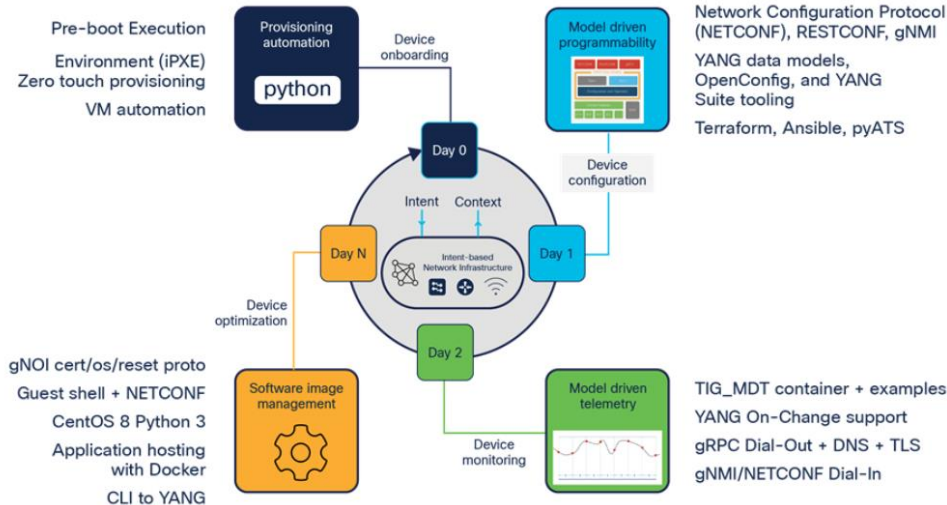 Pre-boot Execution
Environment (iPXE)
Zero touch provisioning
VM automation
Provisioning
automation
python
Device
onboarding
Model driven
programmability
Network Configuration Protocol
(NETCONF), RESTCONF, gNMI
YANG data models,
OpenConfig, and YANG
Suite tooling
Terraform, Ansible, pyATS
Day 0
Device
configuration
Intent
Context
Day N
Intent-based
Network Infrastructure
Day 1
Device
optimization
Day 2
gNOI cert/os/reset proto
Guest shell + NETCONF
CentOS 8 Python 3
Application hosting
with Docker
CLI to YANG
Software image
management
Device
monitoring
Model driven
telemetry
TIG_MDT container + examples
YANG On-Change support
gRPC Dial-Out + DNS + TLS
gNMI/NETCONF Dial-In